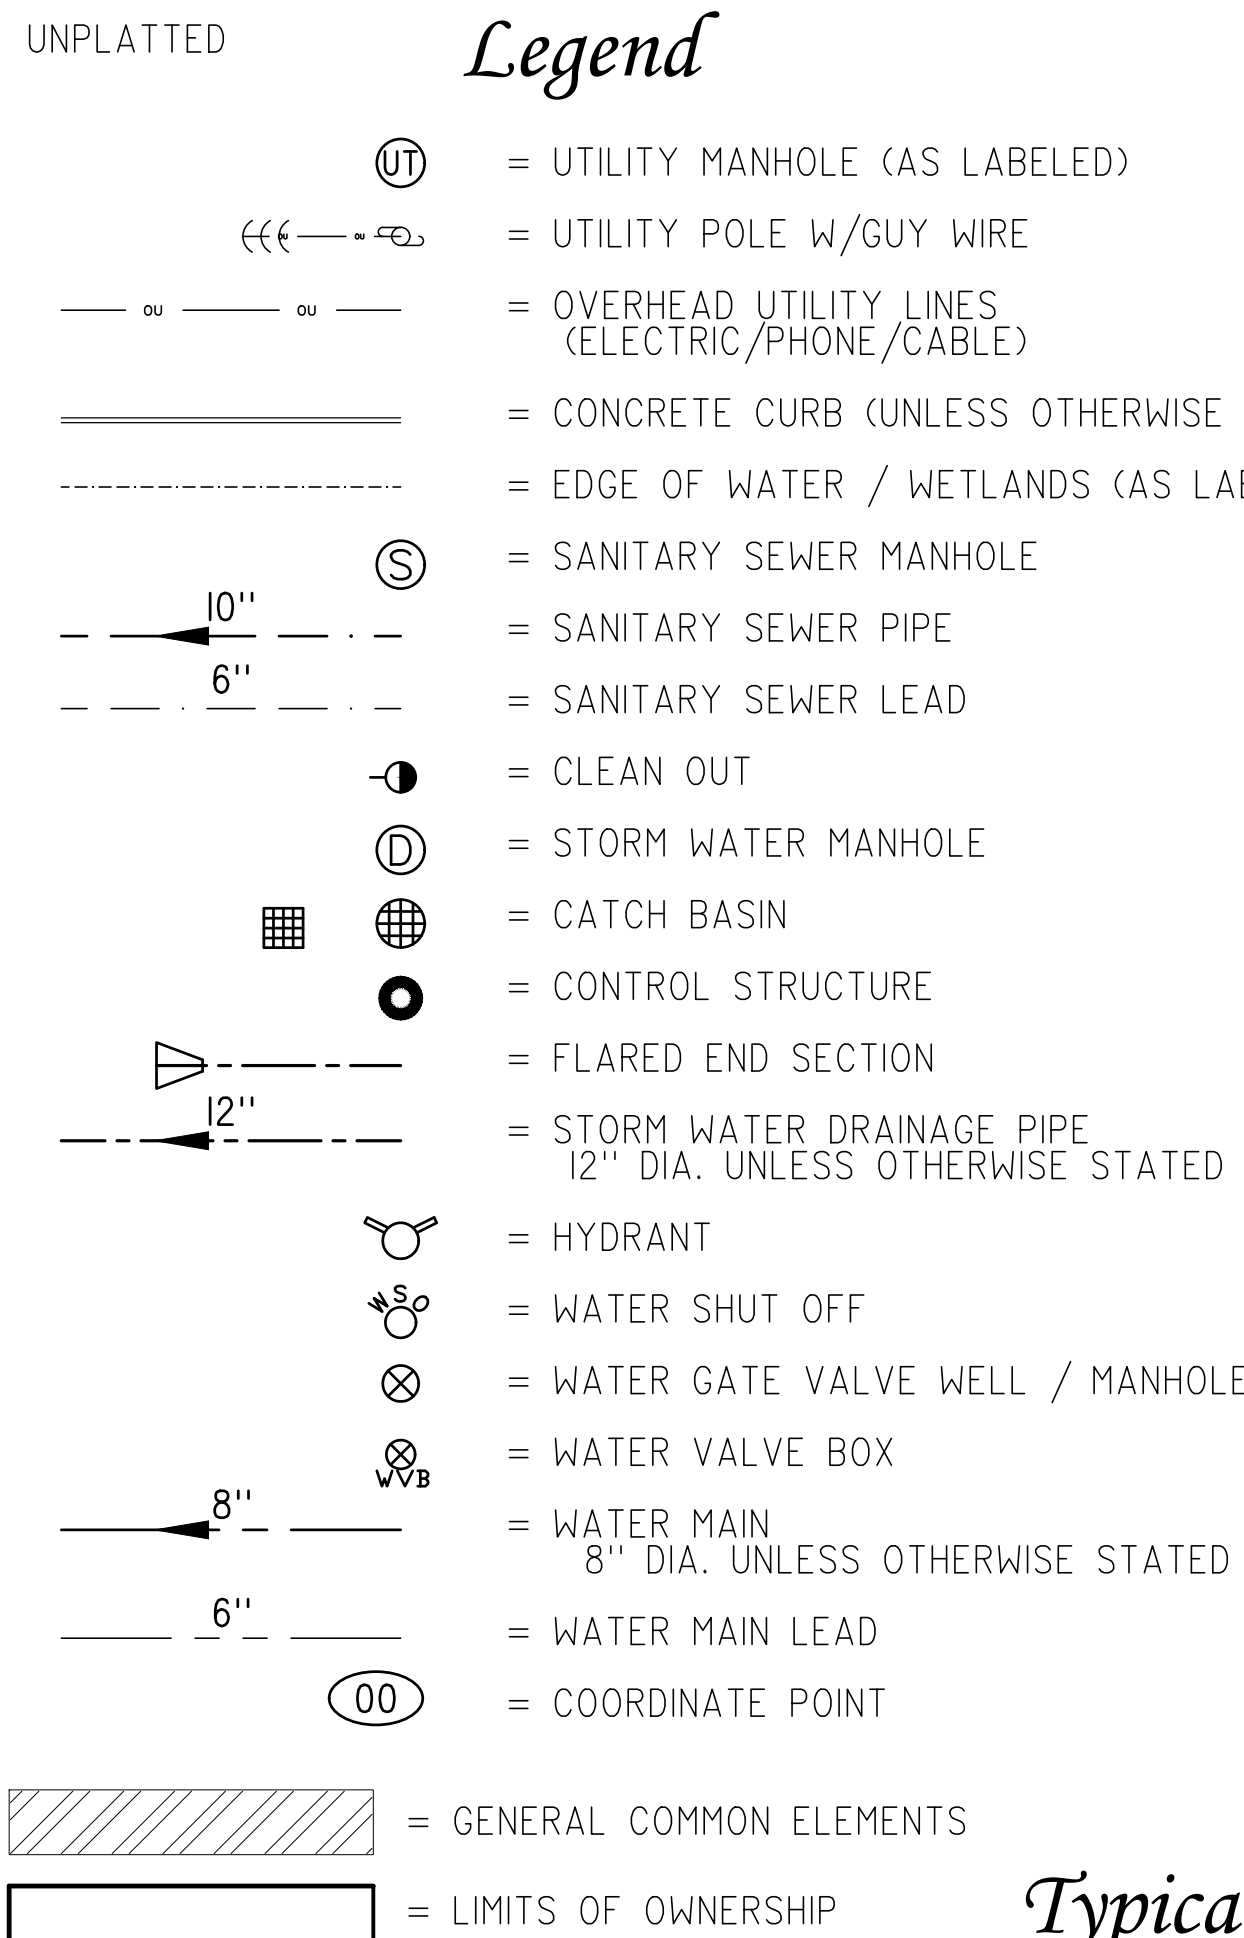 UNPLATTED
Legend
UT = UTILITY MANHOLE (AS LABELED)
OU OU = UTILITY POLE W/GUY WIRE
OU OU = OVERHEAD UTILITY LINES
(ELECTRIC/PHONE/CABLE)
= CONCRETE CURB (UNLESS OTHERWISE
= EDGE OF WATER / WETLANDS (AS LAB
S = SANITARY SEWER MANHOLE
10"
= SANITARY SEWER PIPE
6"
= SANITARY SEWER LEAD
= CLEAN OUT
D = STORM WATER MANHOLE
= CATCH BASIN
= CONTROL STRUCTURE
= FLARED END SECTION
12"
= STORM WATER DRAINAGE PIPE
12" DIA. UNLESS OTHERWISE STATED
= HYDRANT
WSO = WATER SHUT OFF
= WATER GATE VALVE WELL / MANHOLE
= WATER VALVE BOX
WVB
8"
= WATER MAIN
8" DIA. UNLESS OTHERWISE STATED
6"
= WATER MAIN LEAD
00 = COORDINATE POINT
= GENERAL COMMON ELEMENTS
= LIMITS OF OWNERSHIP
Typica